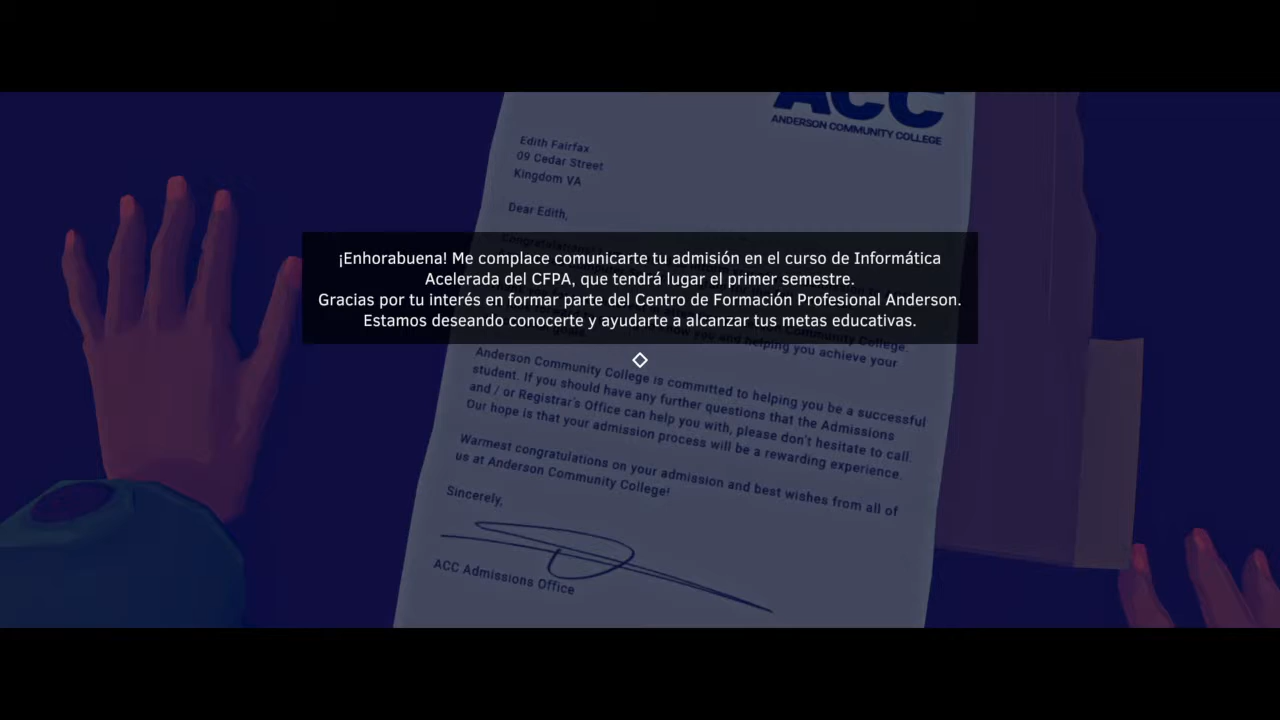 ACC
ANDERSON COMMUNITY COLLEGE
Edith Fairfax
09 Cedar Street
Kingdom VA
Dear Edith,
¡Enhorabuena! Me complace comunicarte tu admisión en el curso de Informática
Acelerada del CFPA, que tendrá lugar el primer semestre.
Gracias por tu interés en formar parte del Centro de Formación Profesional Anderson.
Estamos deseando conocerte y ayudarte a alcanzar tus metas educativas.
you and helping you achieve your
Anderson Community College is committed to helping you be a successful
student. If you should have any further questions that the Admissions
and / or Registrar's Office can help you with, please don't hesitate to call.
Our hope is that your admission process will be a rewarding experience.
Warmest congratulations on your admission and best wishes from all of
us at Anderson Community College!
Sincerely,
ACC Admissions Office